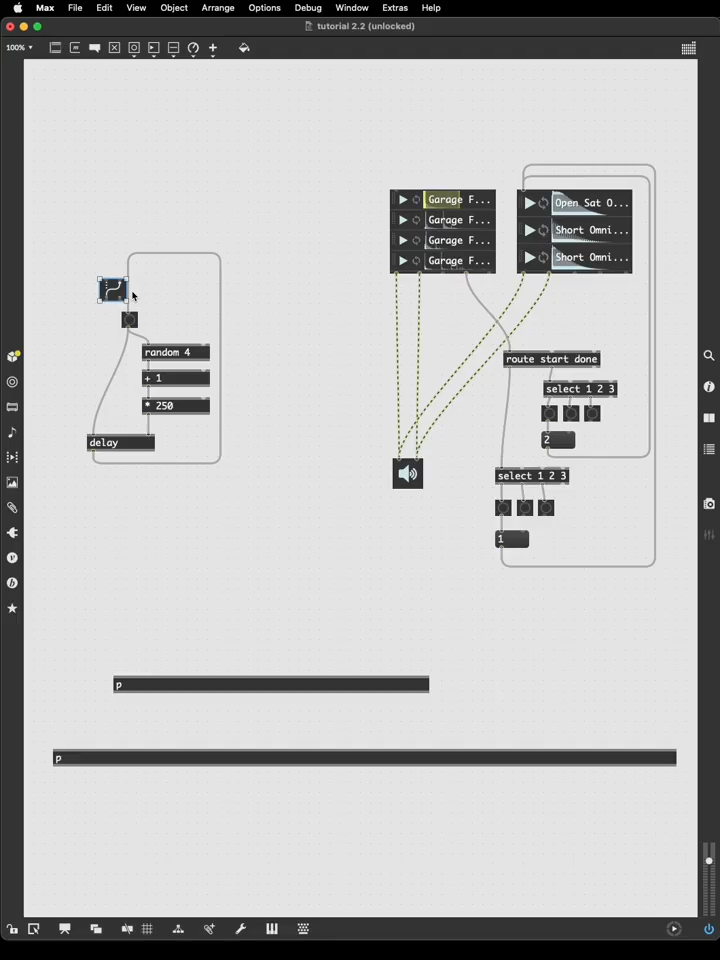 Max File Edit View Object Arrange Options Debug Window Extras Help
tutorial 2.2 (unlocked)
100%
Garage F...
Garage F...
Garage F...
Garage F...
Open Sat O...
Short Omni...
Short Omni...
random 4
+ 1
* 250
delay
route start done
select 1 2 3
2
select 1 2 3
1
p
p